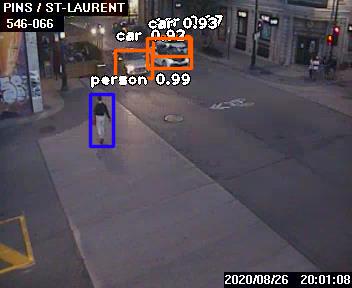 PINS / ST-LAURENT
546-066
car 0.93
car 0.92
person 0.99
2020/08/26 20:01:08